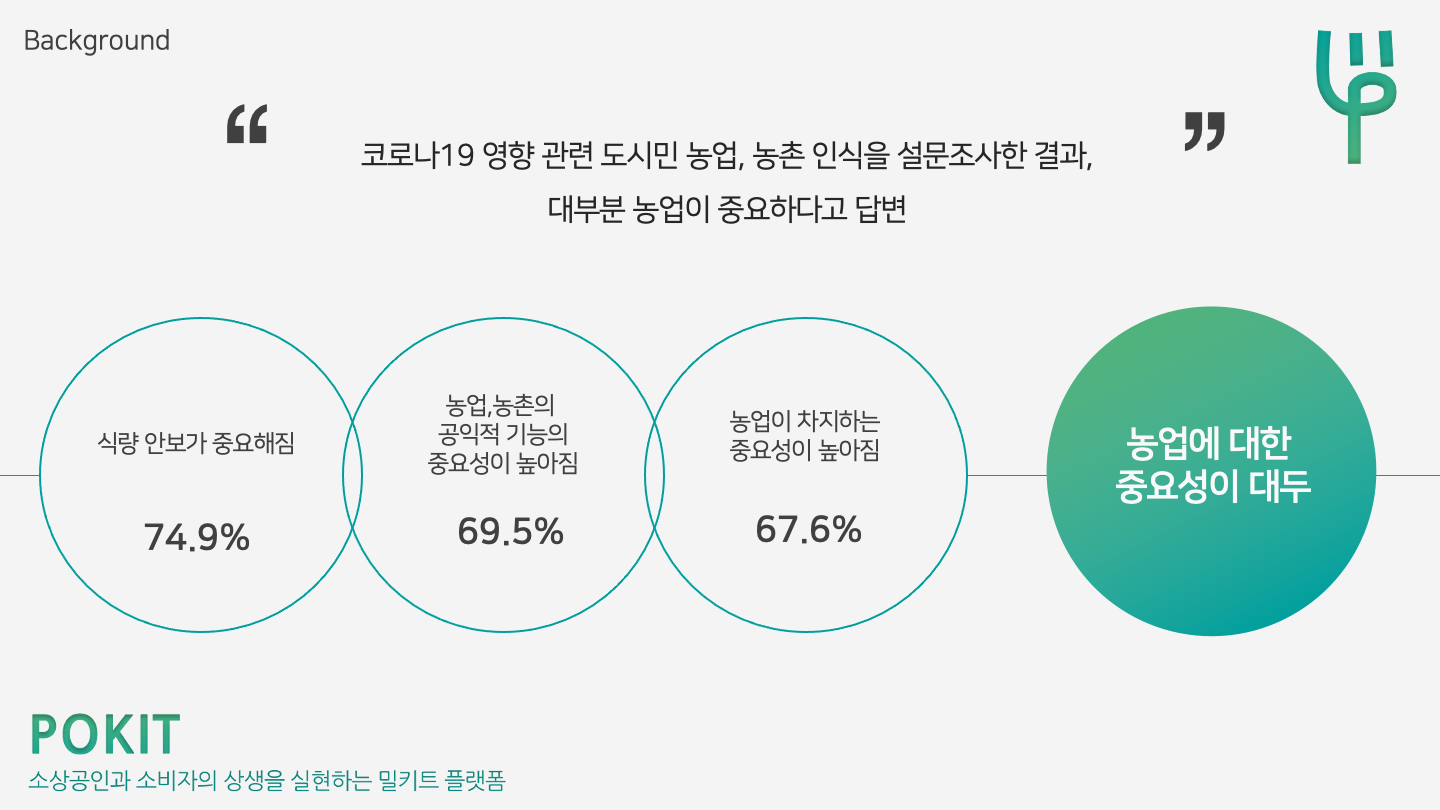 Background
“ ”
코로나19 영향 관련 도시민 농업, 농촌 인식을 설문조사한 결과,
대부분 농업이 중요하다고 답변
식량 안보가 중요해짐
74.9%
농업,농촌의
공익적 기능의
중요성이 높아짐
69.5%
농업이 차지하는
중요성이 높아짐
67.6%
농업에 대한
중요성이 대두
POKIT
소상공인과 소비자의 상생을 실현하는 밀키트 플랫폼